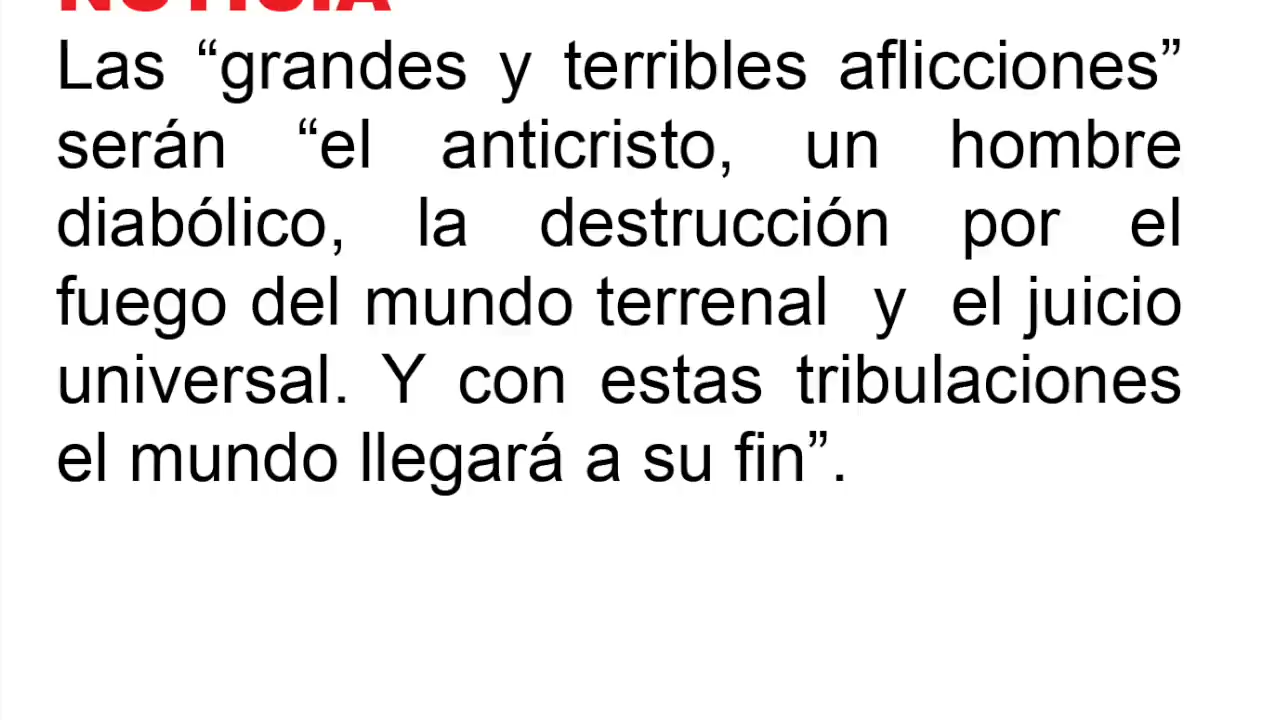 NOTICIA
Las “grandes y terribles aflicciones”
serán “el anticristo, un hombre
diabólico, la destrucción por el
fuego del mundo terrenal y el juicio
universal. Y con estas tribulaciones
el mundo llegará a su fin”.